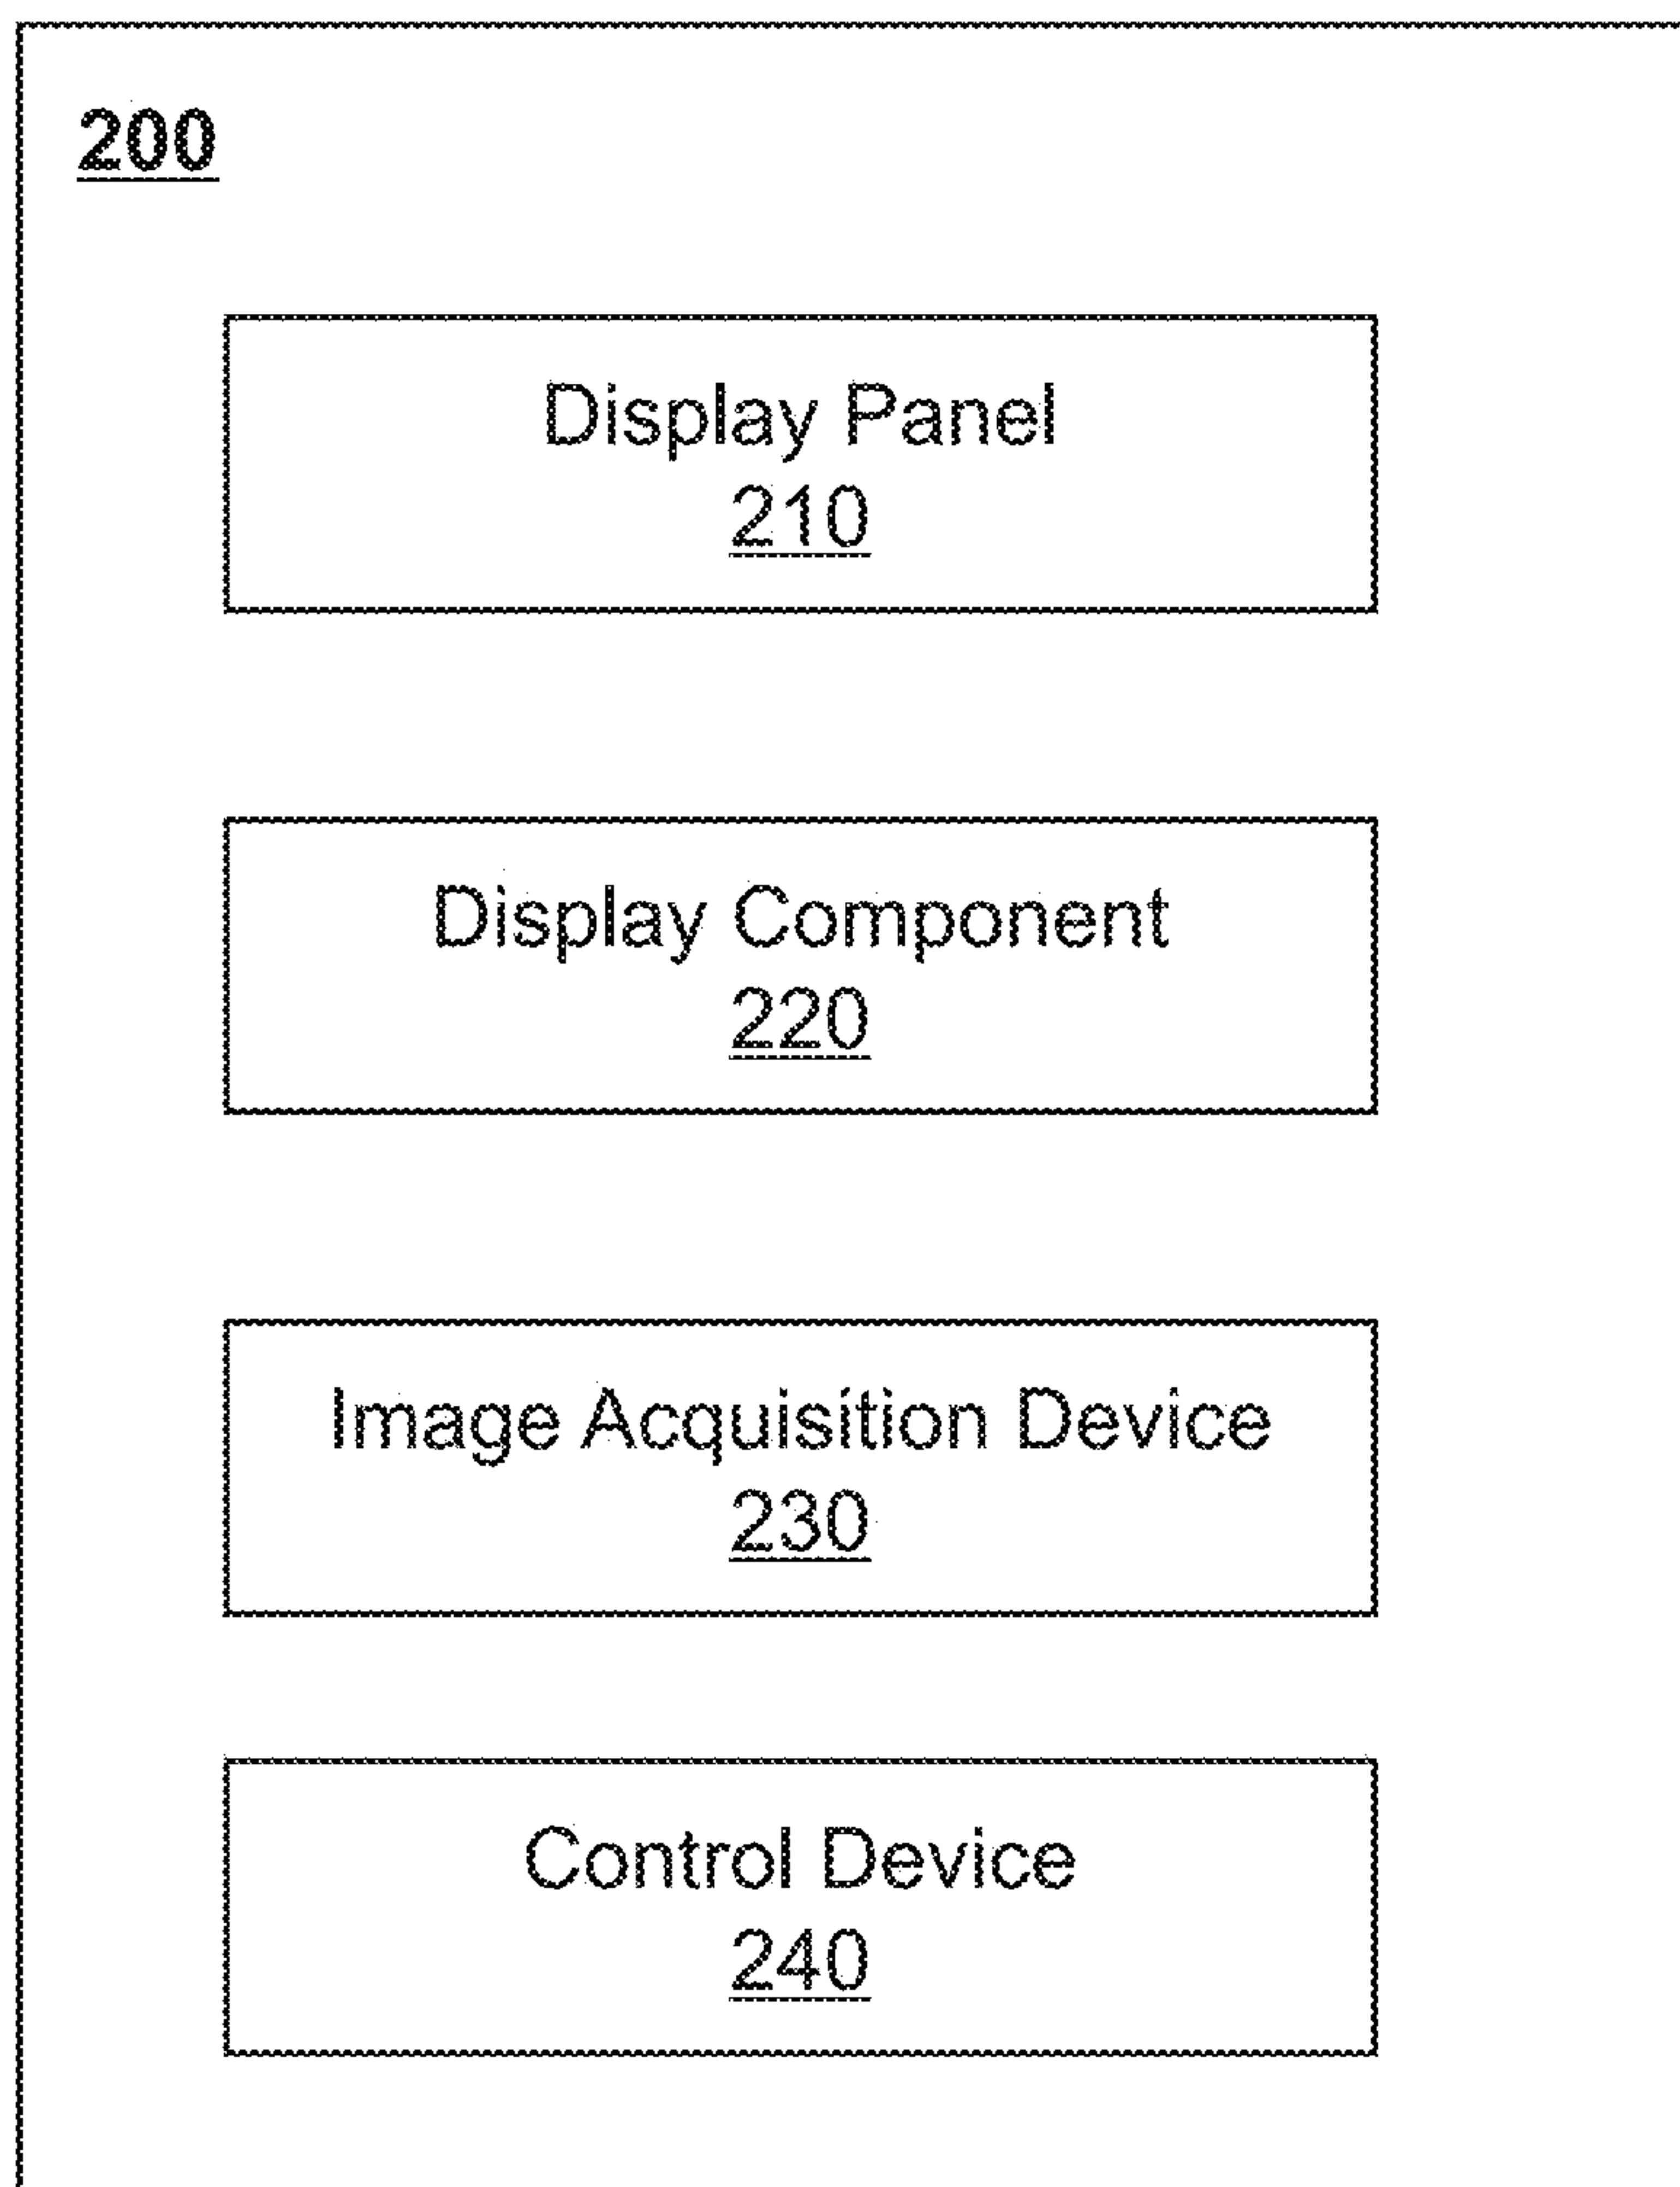 200
Display Panel
210
Display Component
220
Image Acquisition Device
230
Control Device
240